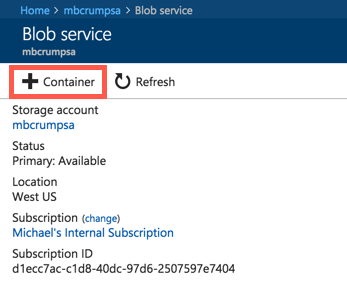 Home > mbcrumpsa > Blob service
Blob service
mbcrumpsa
Container Refresh
Storage account
mbcrumpsa
Status
Primary: Available
Location
West US
Subscription (change)
Michael's Internal Subscription
Subscription ID
d1ecc7ac-c1d8-40dc-97d6-2507597e7404